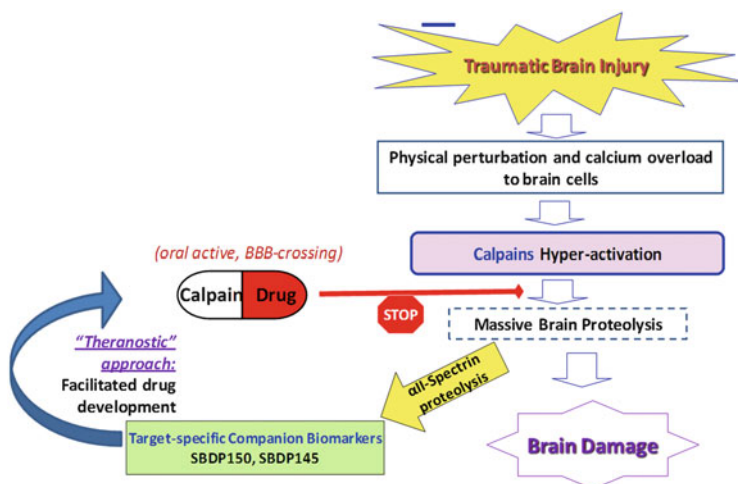 Traumatic Brain Injury
Physical perturbation and calcium overload
to brain cells
Calpains Hyper-activation
(oral active, BBB-crossing)
Calpain Drug
STOP
Massive Brain Proteolysis
"Theranostic"
approach:
Facilitated drug
development
αII-Spectrin
proteolysis
Target-specific Companion Biomarkers
SBDP150, SBDP145
Brain Damage